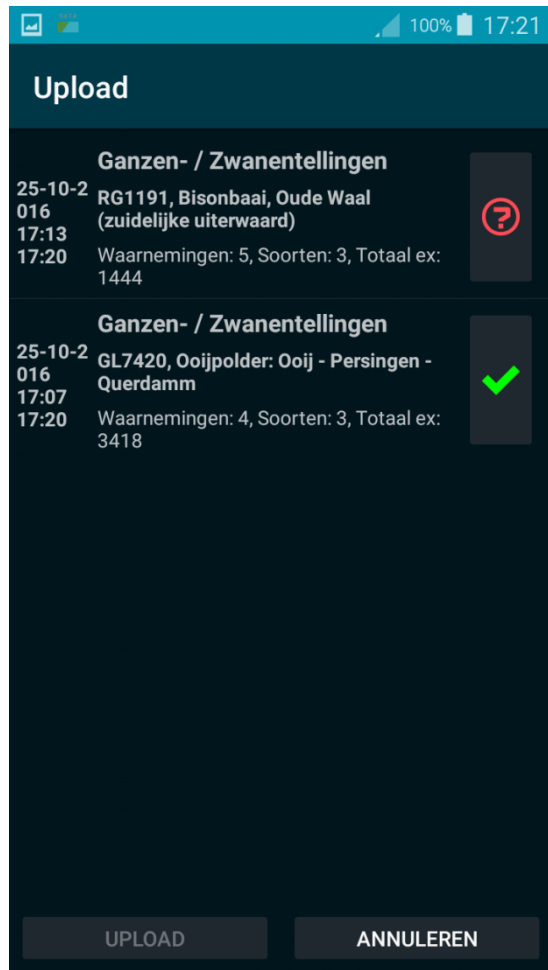 DATA
100% 17:21
Upload
Ganzen- / Zwanentellingen
25-10-2
016
17:13
17:20
RG1191, Bisonbaai, Oude Waal
(zuidelijke uiterwaard)
Waarnemingen: 5, Soorten: 3, Totaal ex:
1444
Ganzen- / Zwanentellingen
25-10-2
016
17:07
17:20
GL7420, Ooijpolder: Ooij - Persingen -
Querdamm
Waarnemingen: 4, Soorten: 3, Totaal ex:
3418
UPLOAD
ANNULEREN